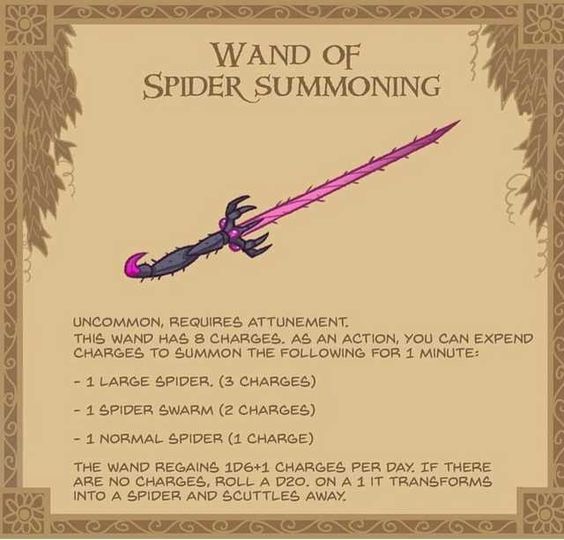 WAND OF
SPIDER SUMMONING
UNCOMMON, REQUIRES ATTUNEMENT.
THIS WAND HAS 8 CHARGES. AS AN ACTION, YOU CAN EXPEND
CHARGES TO SUMMON THE FOLLOWING FOR 1 MINUTE:
- 1 LARGE SPIDER. (3 CHARGES)
- 1 SPIDER SWARM (2 CHARGES)
- 1 NORMAL SPIDER (1 CHARGE)
THE WAND REGAINS 1D6+1 CHARGES PER DAY. IF THERE
ARE NO CHARGES, ROLL A D20. ON A 1 IT TRANSFORMS
INTO A SPIDER AND SCUTTLES AWAY.